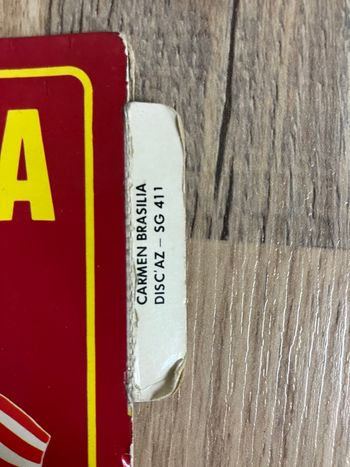 A
CARMEN BRASILIA
DISC'AZ – SG 411